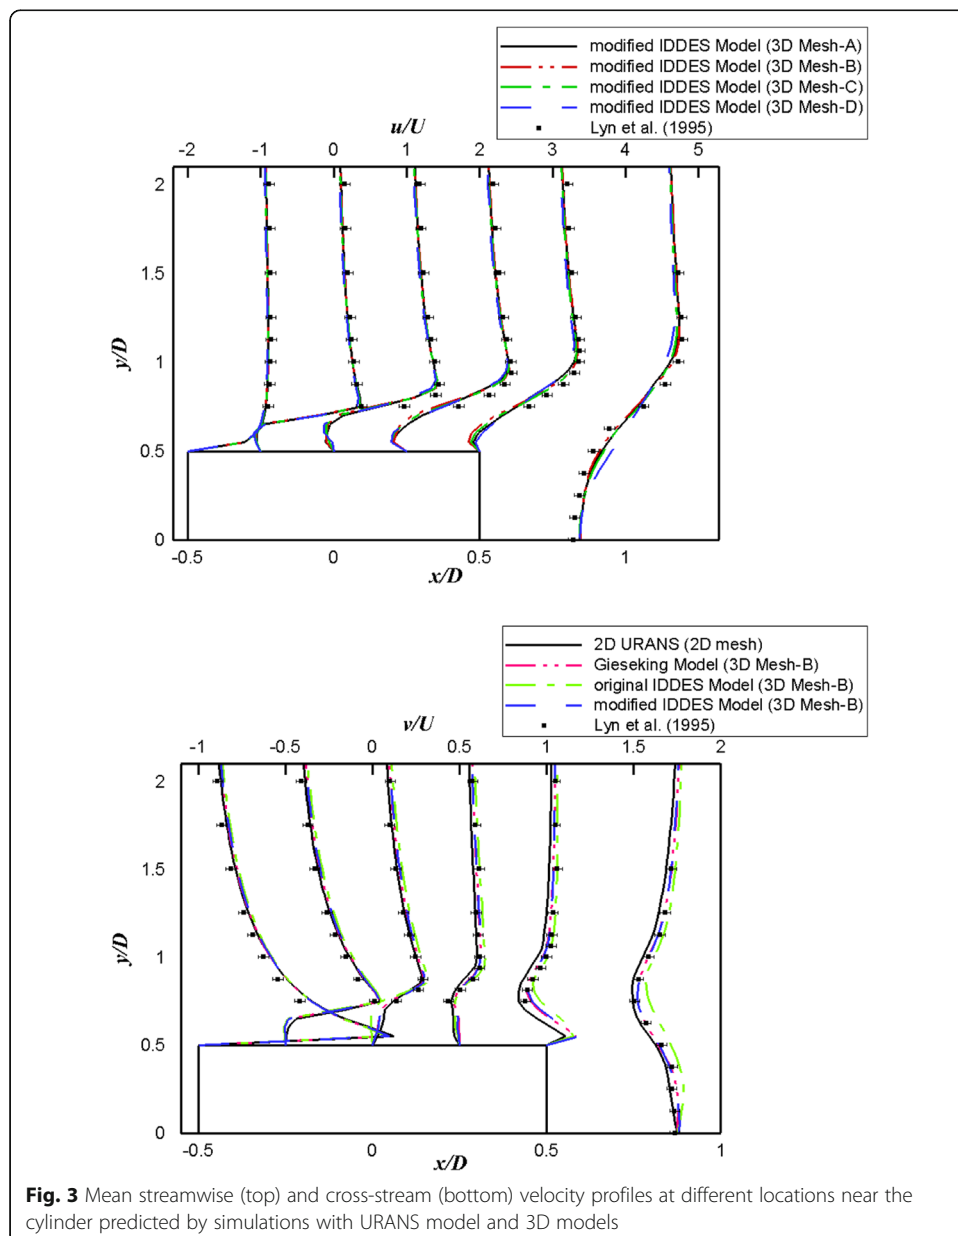 modified IDDES Model (3D Mesh-A)
modified IDDES Model (3D Mesh-B)
modified IDDES Model (3D Mesh-C)
modified IDDES Model (3D Mesh-D)
Lyn et al. (1995)
u/U
-2 -1 0 1 2 3 4 5
2
1.5
1
y/D
0.5
0
-0.5 0 0.5 1
x/D
2D URANS (2D mesh)
Gieseking Model (3D Mesh-B)
original IDDES Model (3D Mesh-B)
modified IDDES Model (3D Mesh-B)
Lyn et al. (1995)
v/U
-1 -0.5 0 0.5 1 1.5 2
2
1.5
1
y/D
0.5
0
-0.5 0 0.5 1
x/D
Fig. 3 Mean streamwise (top) and cross-stream (bottom) velocity profiles at different locations near the
cylinder predicted by simulations with URANS model and 3D models